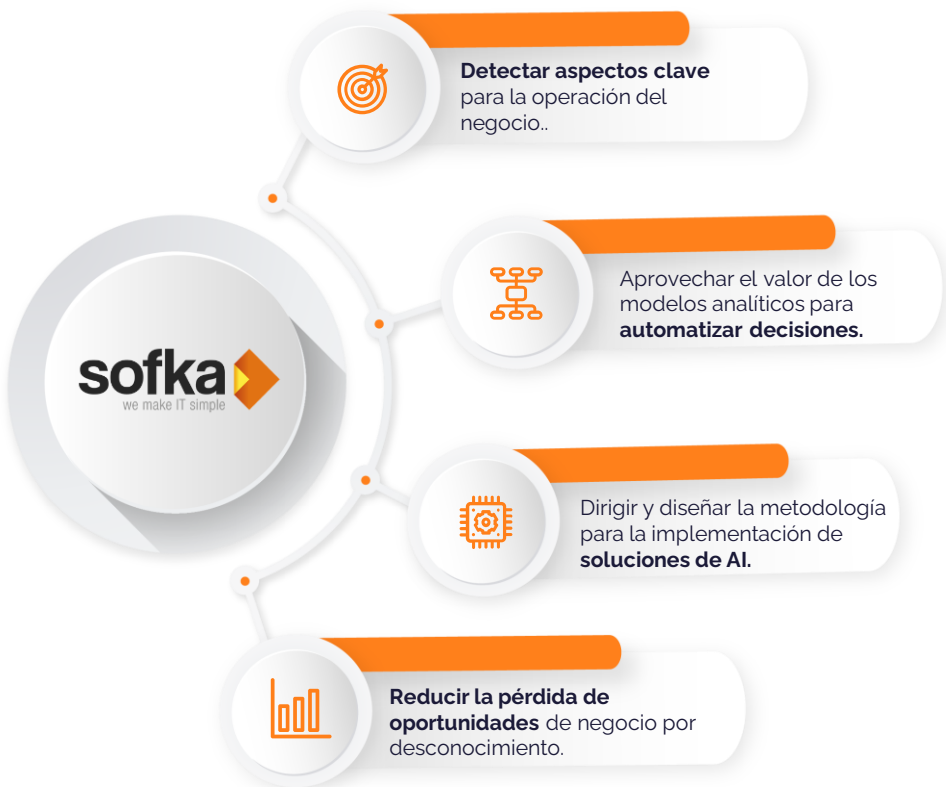 Detectar aspectos clave
para la operación del
negocio..
Aprovechar el valor de los
modelos analíticos para
automatizar decisiones.
sofka
we make IT simple
Dirigir y diseñar la metodología
para la implementación de
soluciones de AI.
Reducir la pérdida de
oportunidades de negocio por
desconocimiento.